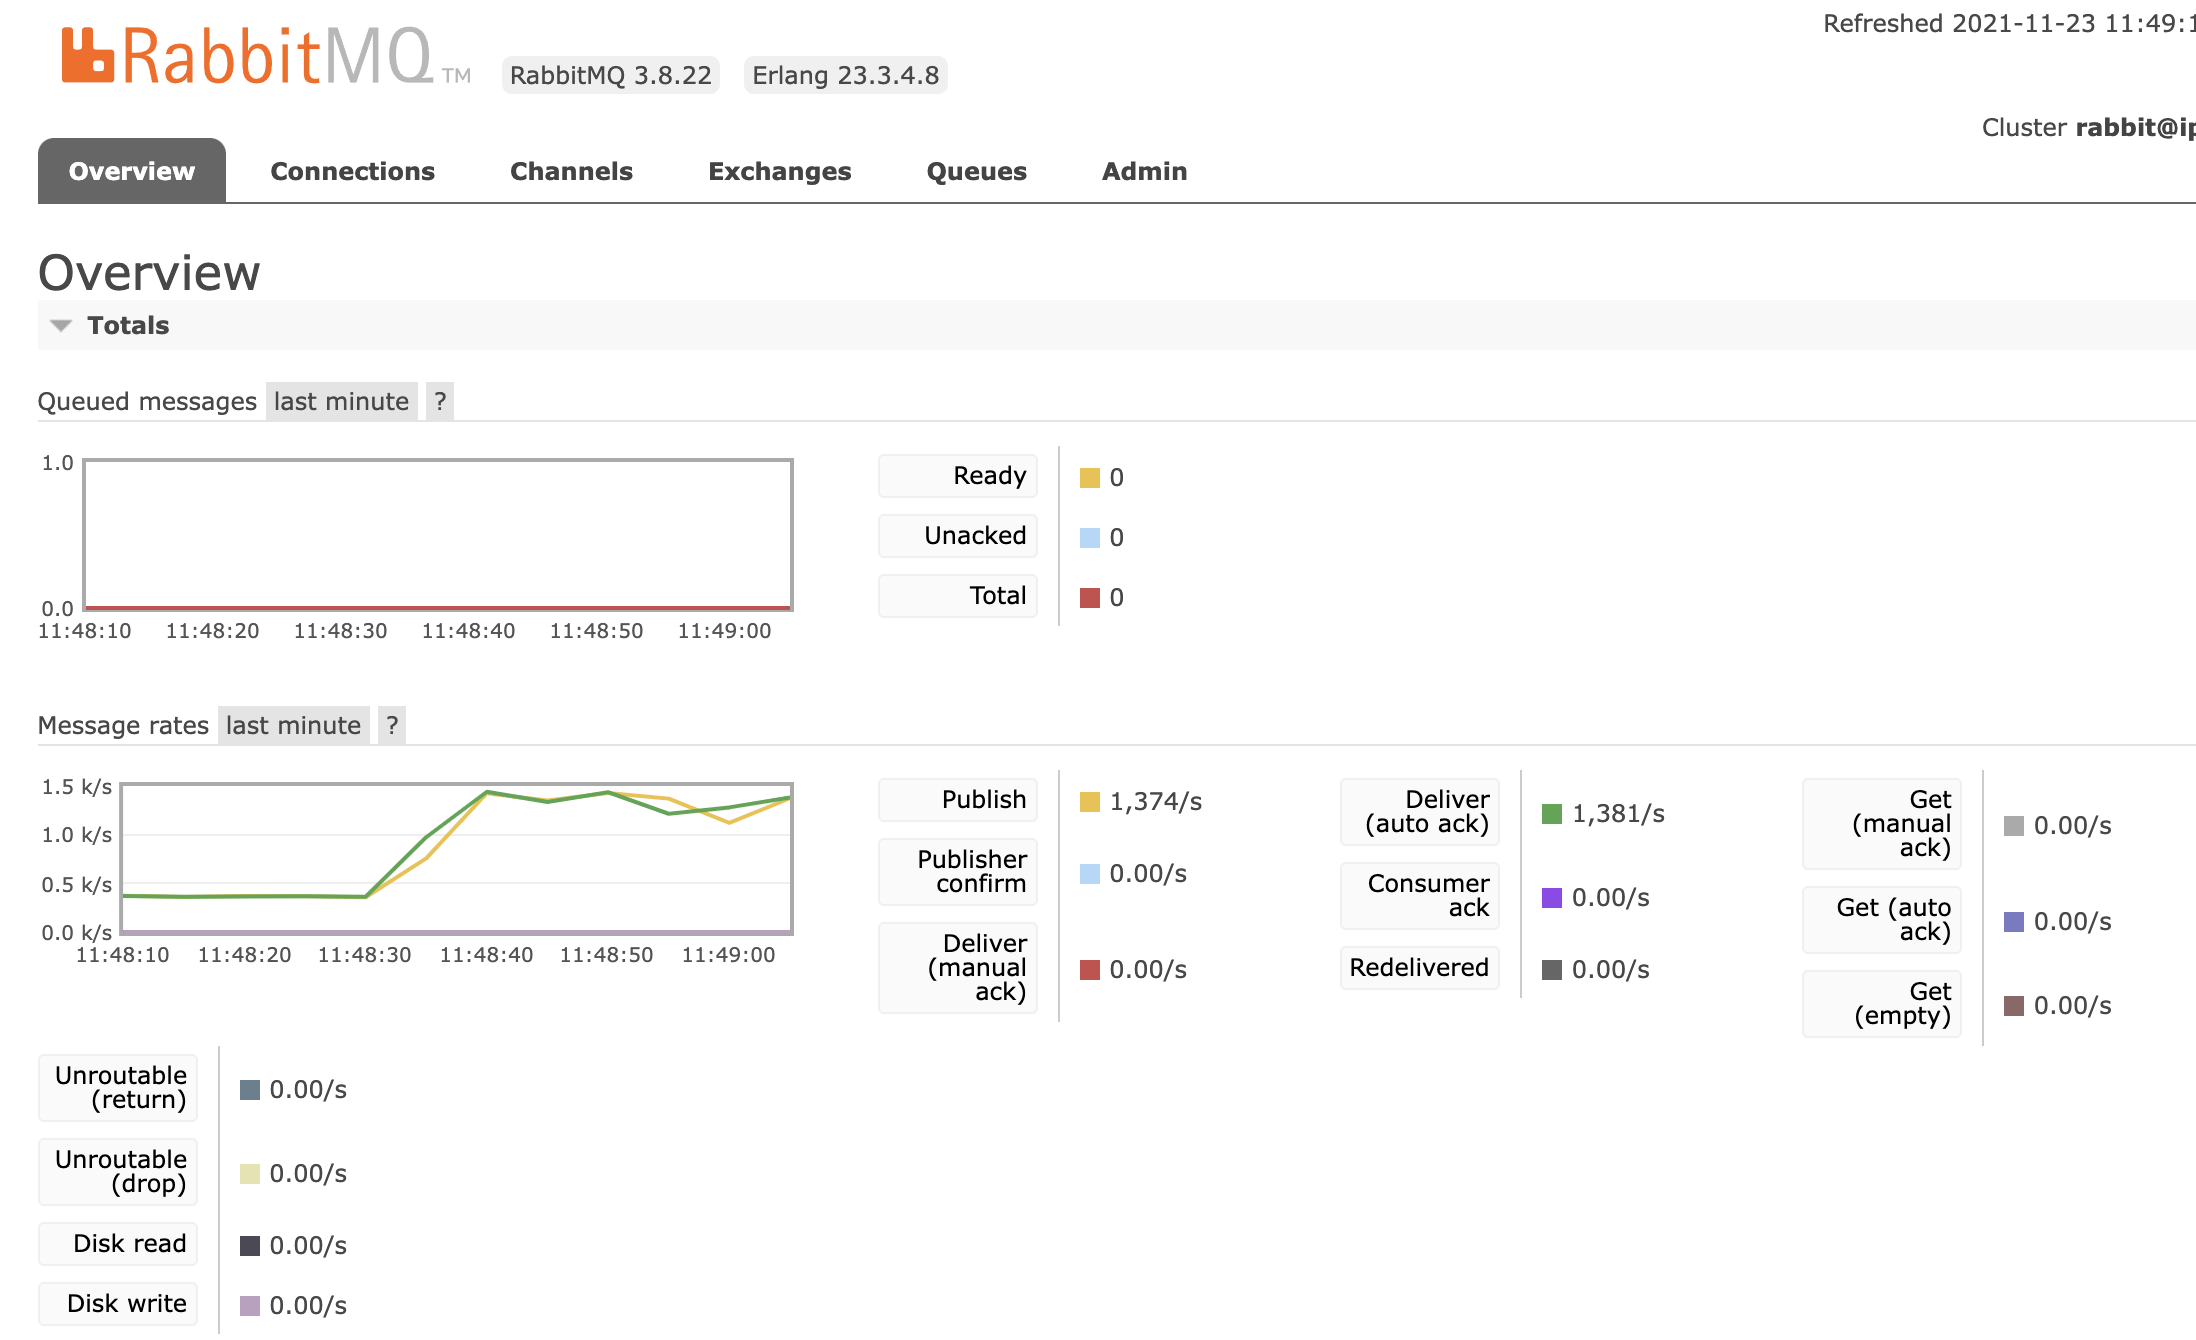 Refreshed 2021-11-23 11:49:1
RabbitMQ TM RabbitMQ 3.8.22 Erlang 23.3.4.8
Cluster rabbit@ip
Overview Connections Channels Exchanges Queues Admin
Overview
Totals
Queued messages last minute ?
1.0
0.0
11:48:10 11:48:20 11:48:30 11:48:40 11:48:50 11:49:00
Ready 0
Unacked 0
Total 0
Message rates last minute ?
1.5 k/s
1.0 k/s
0.5 k/s
0.0 k/s
11:48:10 11:48:20 11:48:30 11:48:40 11:48:50 11:49:00
Publish 1,374/s
Publisher
confirm 0.00/s
Deliver
(manual
ack) 0.00/s
Deliver
(auto ack) 1,381/s
Consumer
ack 0.00/s
Redelivered 0.00/s
Get
(manual
ack) 0.00/s
Get (auto
ack) 0.00/s
Get
(empty) 0.00/s
Unroutable
(return) 0.00/s
Unroutable
(drop) 0.00/s
Disk read 0.00/s
Disk write 0.00/s